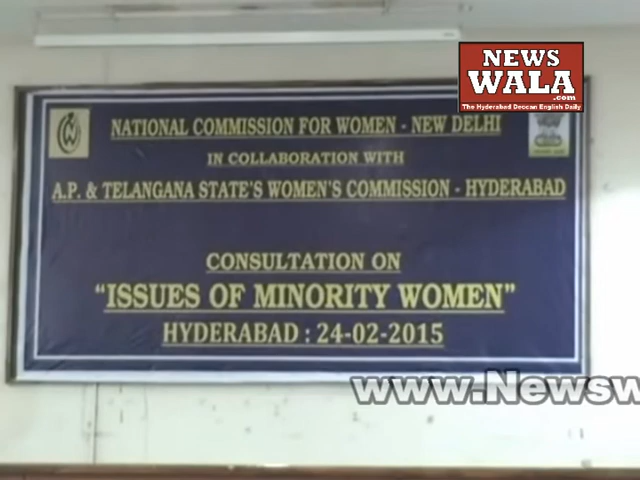 NEWS
WALA
.com
The Hyderabad Deccan English Daily
NATIONAL COMMISSION FOR WOMEN - NEW DELHI
IN COLLABORATION WITH
A.P. & TELANGANA STATE'S WOMEN'S COMMISSION - HYDERABAD
CONSULTATION ON
"ISSUES OF MINORITY WOMEN"
HYDERABAD : 24-02-2015
www.Newsw